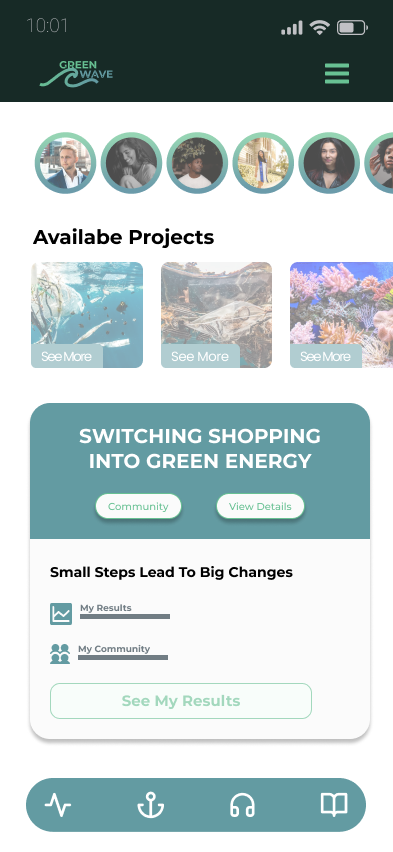 10:01
GREEN
WAVE
Availabe Projects
See More
See More
See More
SWITCHING SHOPPING
INTO GREEN ENERGY
Community
View Details
Small Steps Lead To Big Changes
My Results
My Community
See My Results